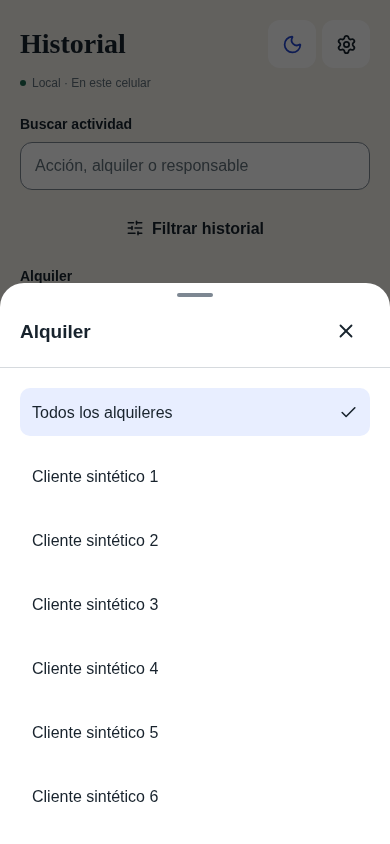 Historial
Local · En este celular
Buscar actividad
Acción, alquiler o responsable
Filtrar historial
Alquiler
Alquiler
Todos los alquileres
Cliente sintético 1
Cliente sintético 2
Cliente sintético 3
Cliente sintético 4
Cliente sintético 5
Cliente sintético 6